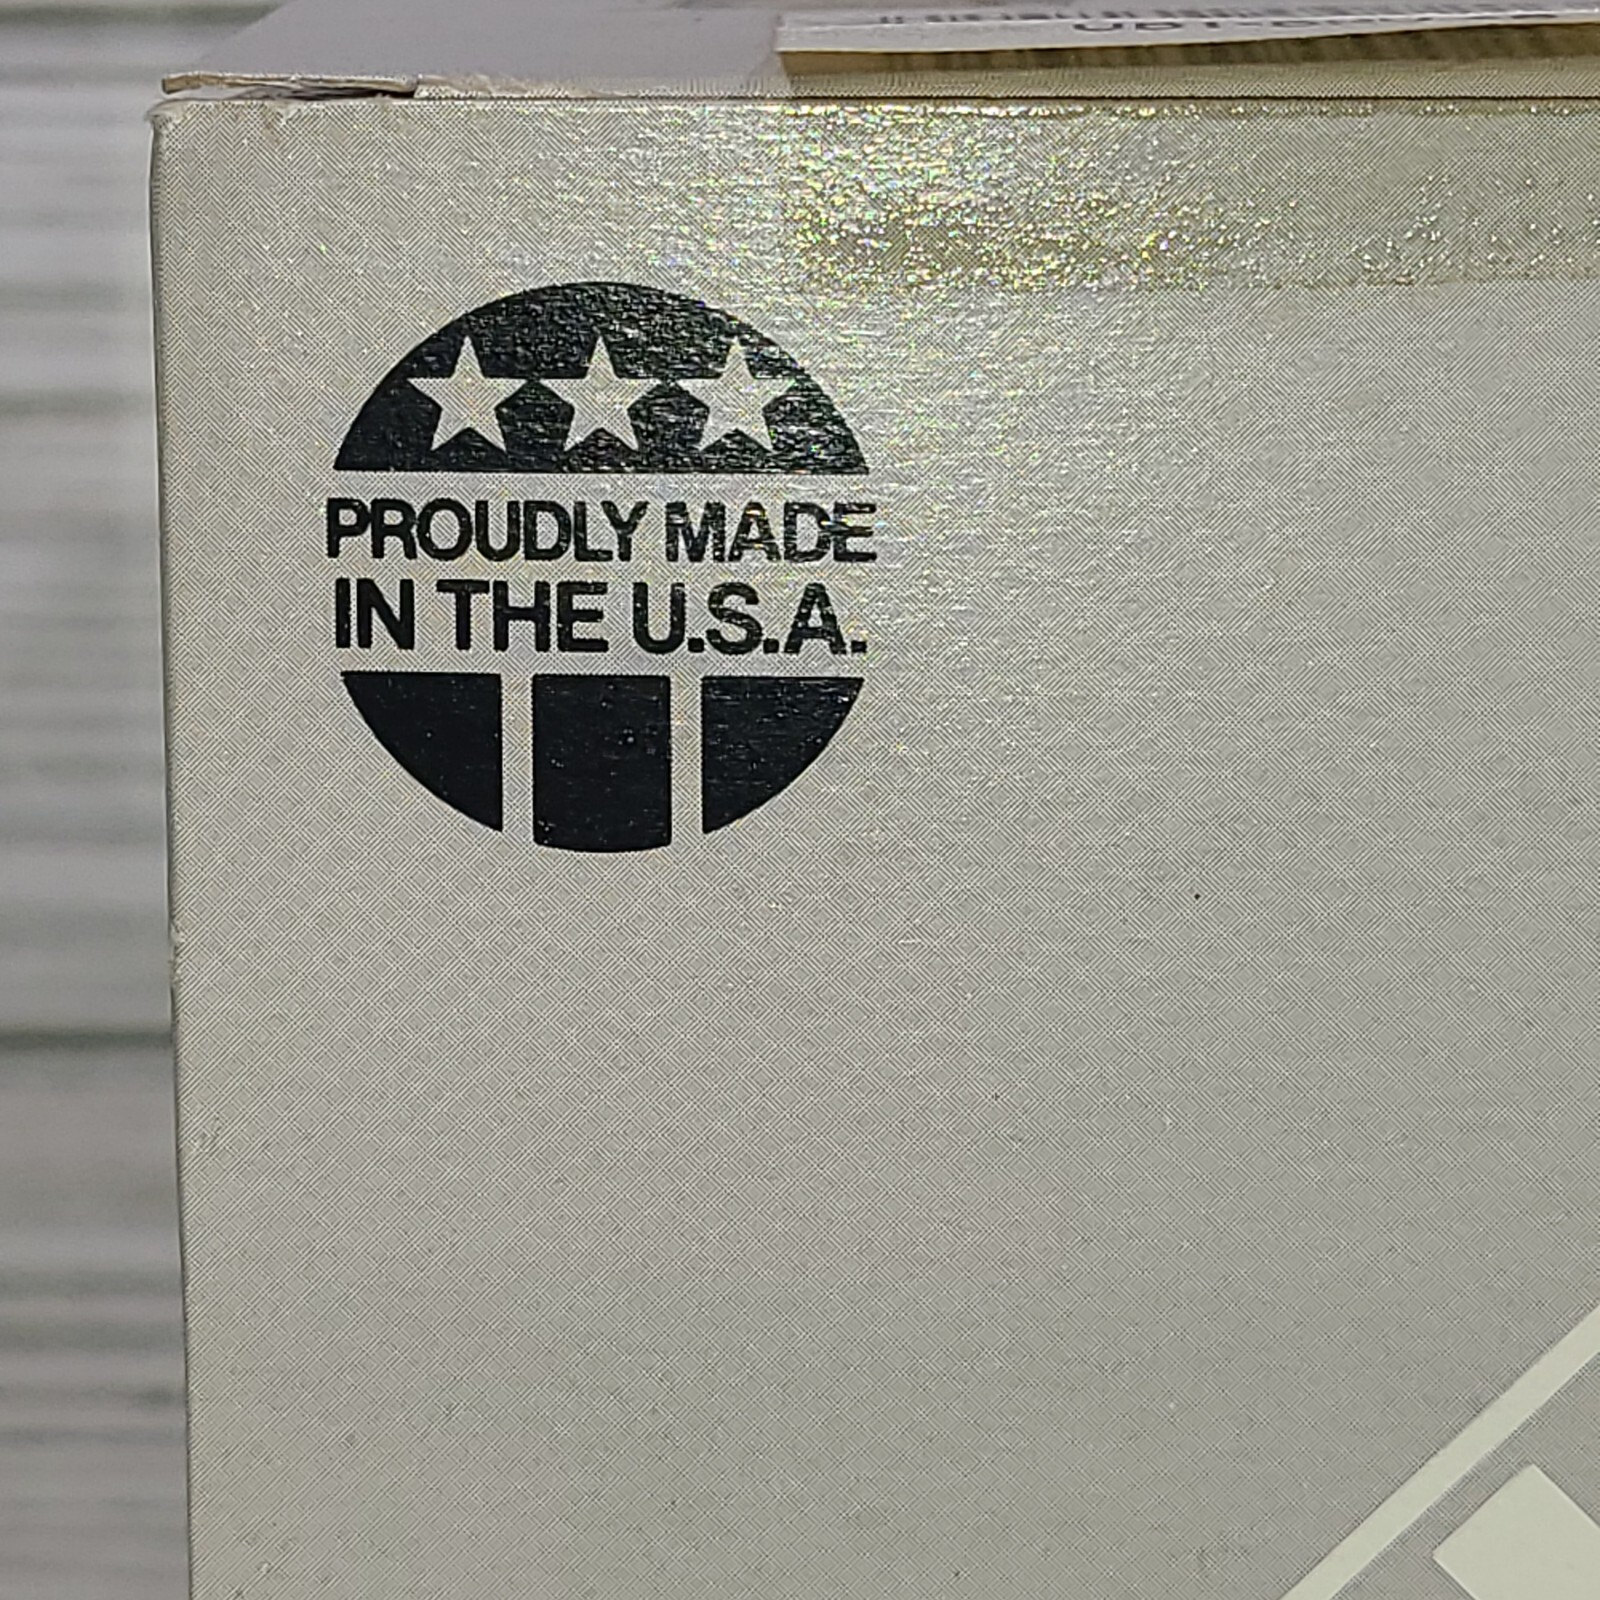 PROUDLY MADE
IN THE U.S.A.